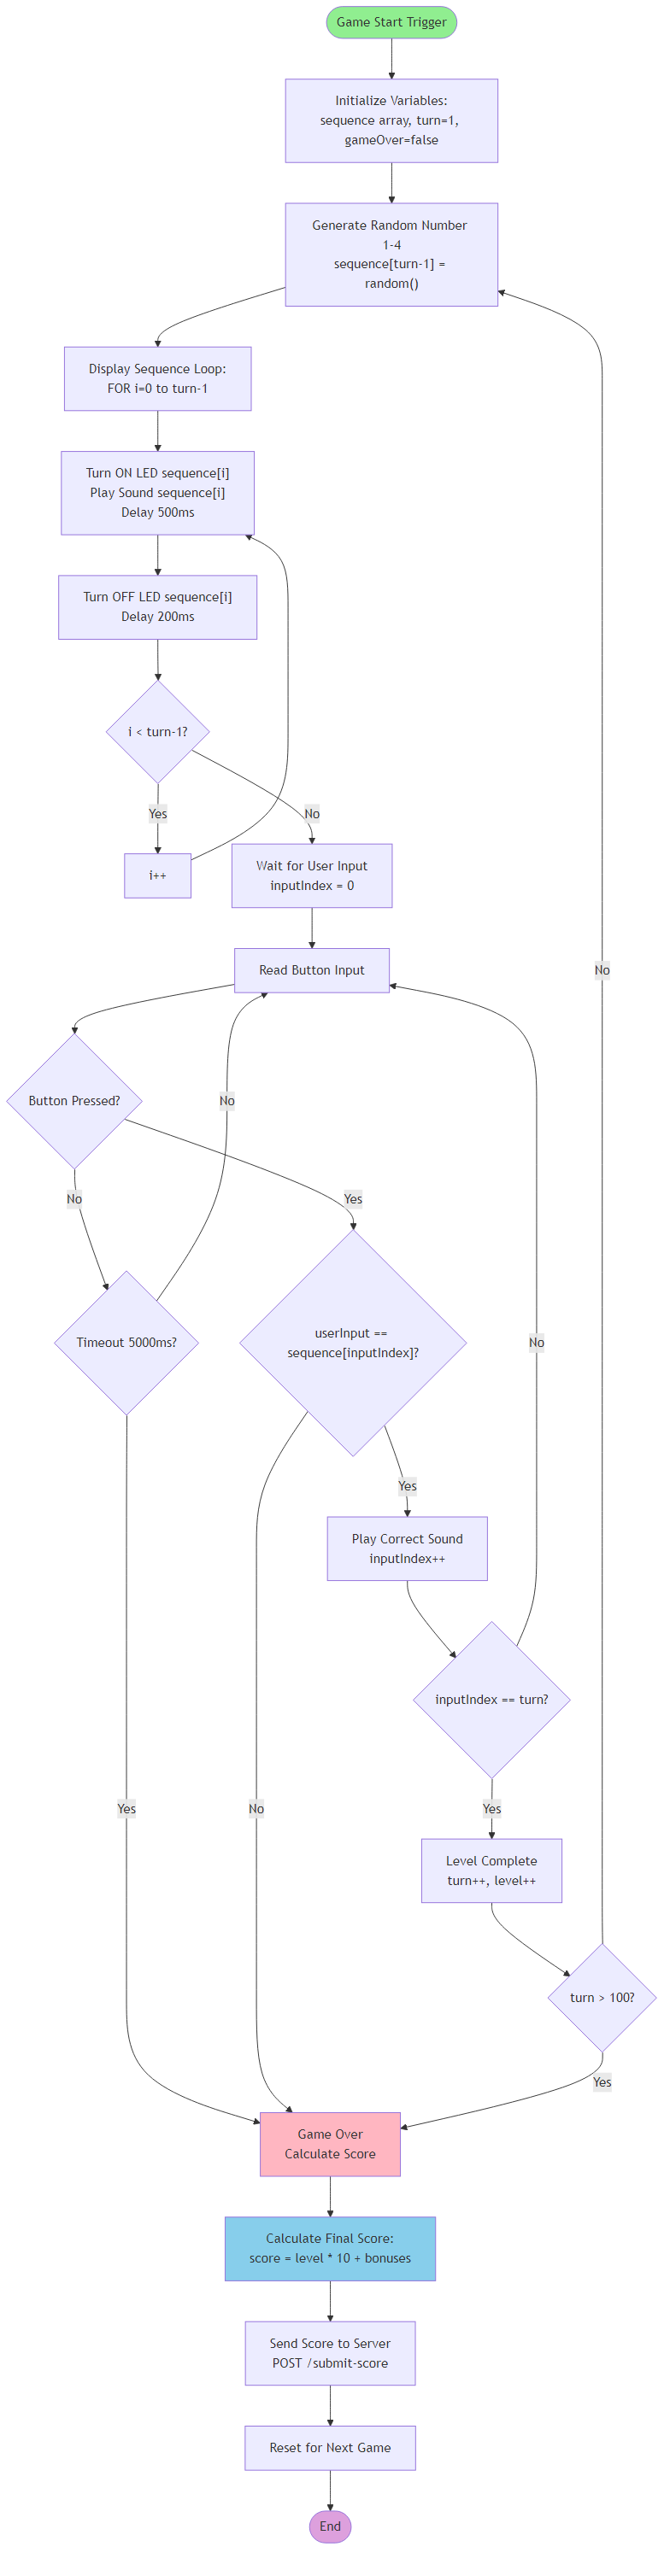 Game Start Trigger
Initialize Variables:
sequence array, turn=1,
gameOver=false
Generate Random Number
1-4
sequence[turn-1] =
random()
Display Sequence Loop:
FOR i=0 to turn-1
Turn ON LED sequence[i]
Play Sound sequence[i]
Delay 500ms
Turn OFF LED sequence[i]
Delay 200ms
i < turn-1?
Yes
No
i++
Wait for User Input
inputIndex = 0
Read Button Input
No
Button Pressed?
No
No
Yes
Timeout 5000ms?
userInput ==
sequence[inputIndex]?
No
Yes
Play Correct Sound
inputIndex++
inputIndex == turn?
Yes
No
Yes
Level Complete
turn++, level++
turn > 100?
Yes
Game Over
Calculate Score
Calculate Final Score:
score = level * 10 + bonuses
Send Score to Server
POST /submit-score
Reset for Next Game
End